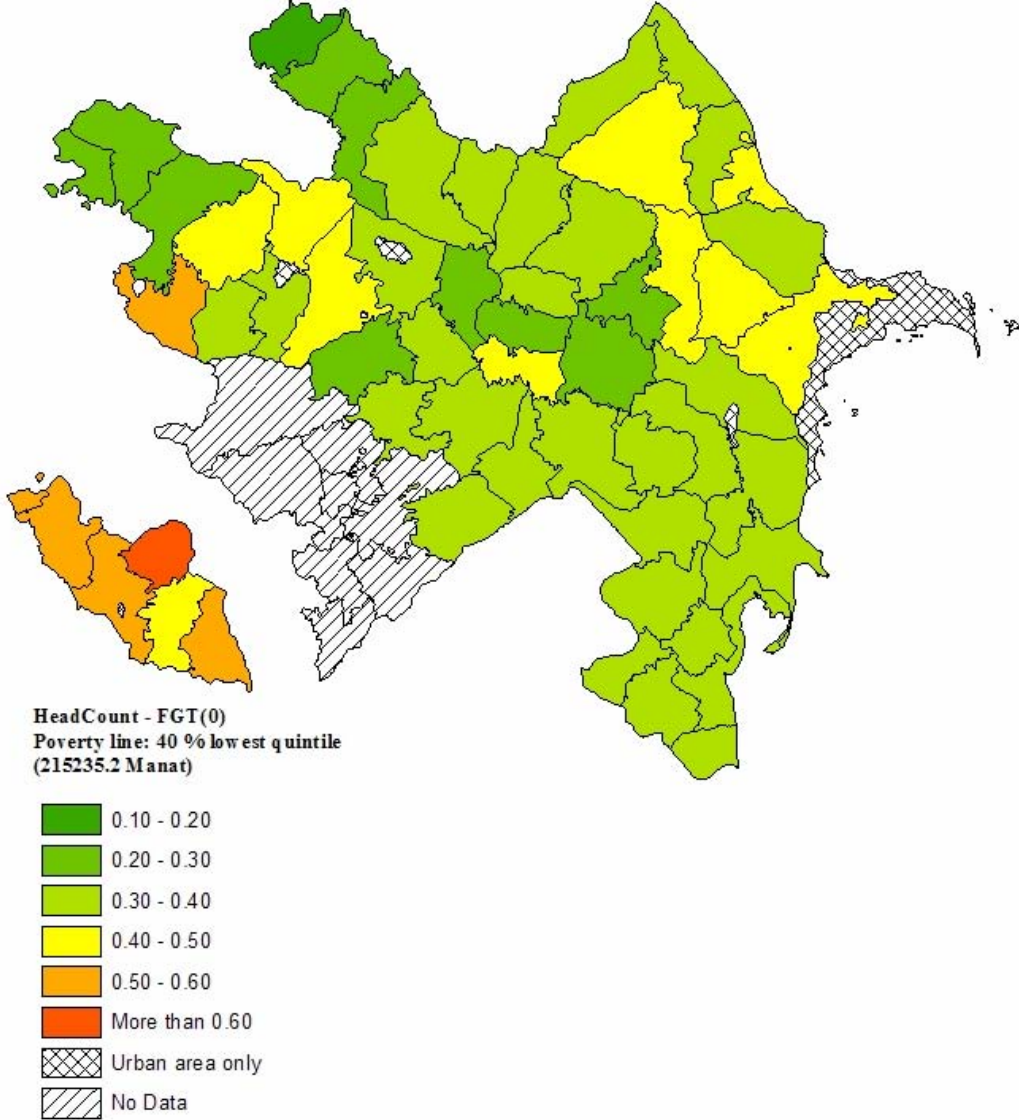 HeadCount - FGT(0)
Poverty line: 40 % lowest quintile
(215235.2 Manat)
0.10 - 0.20
0.20 - 0.30
0.30 - 0.40
0.40 - 0.50
0.50 - 0.60
More than 0.60
Urban area only
No Data